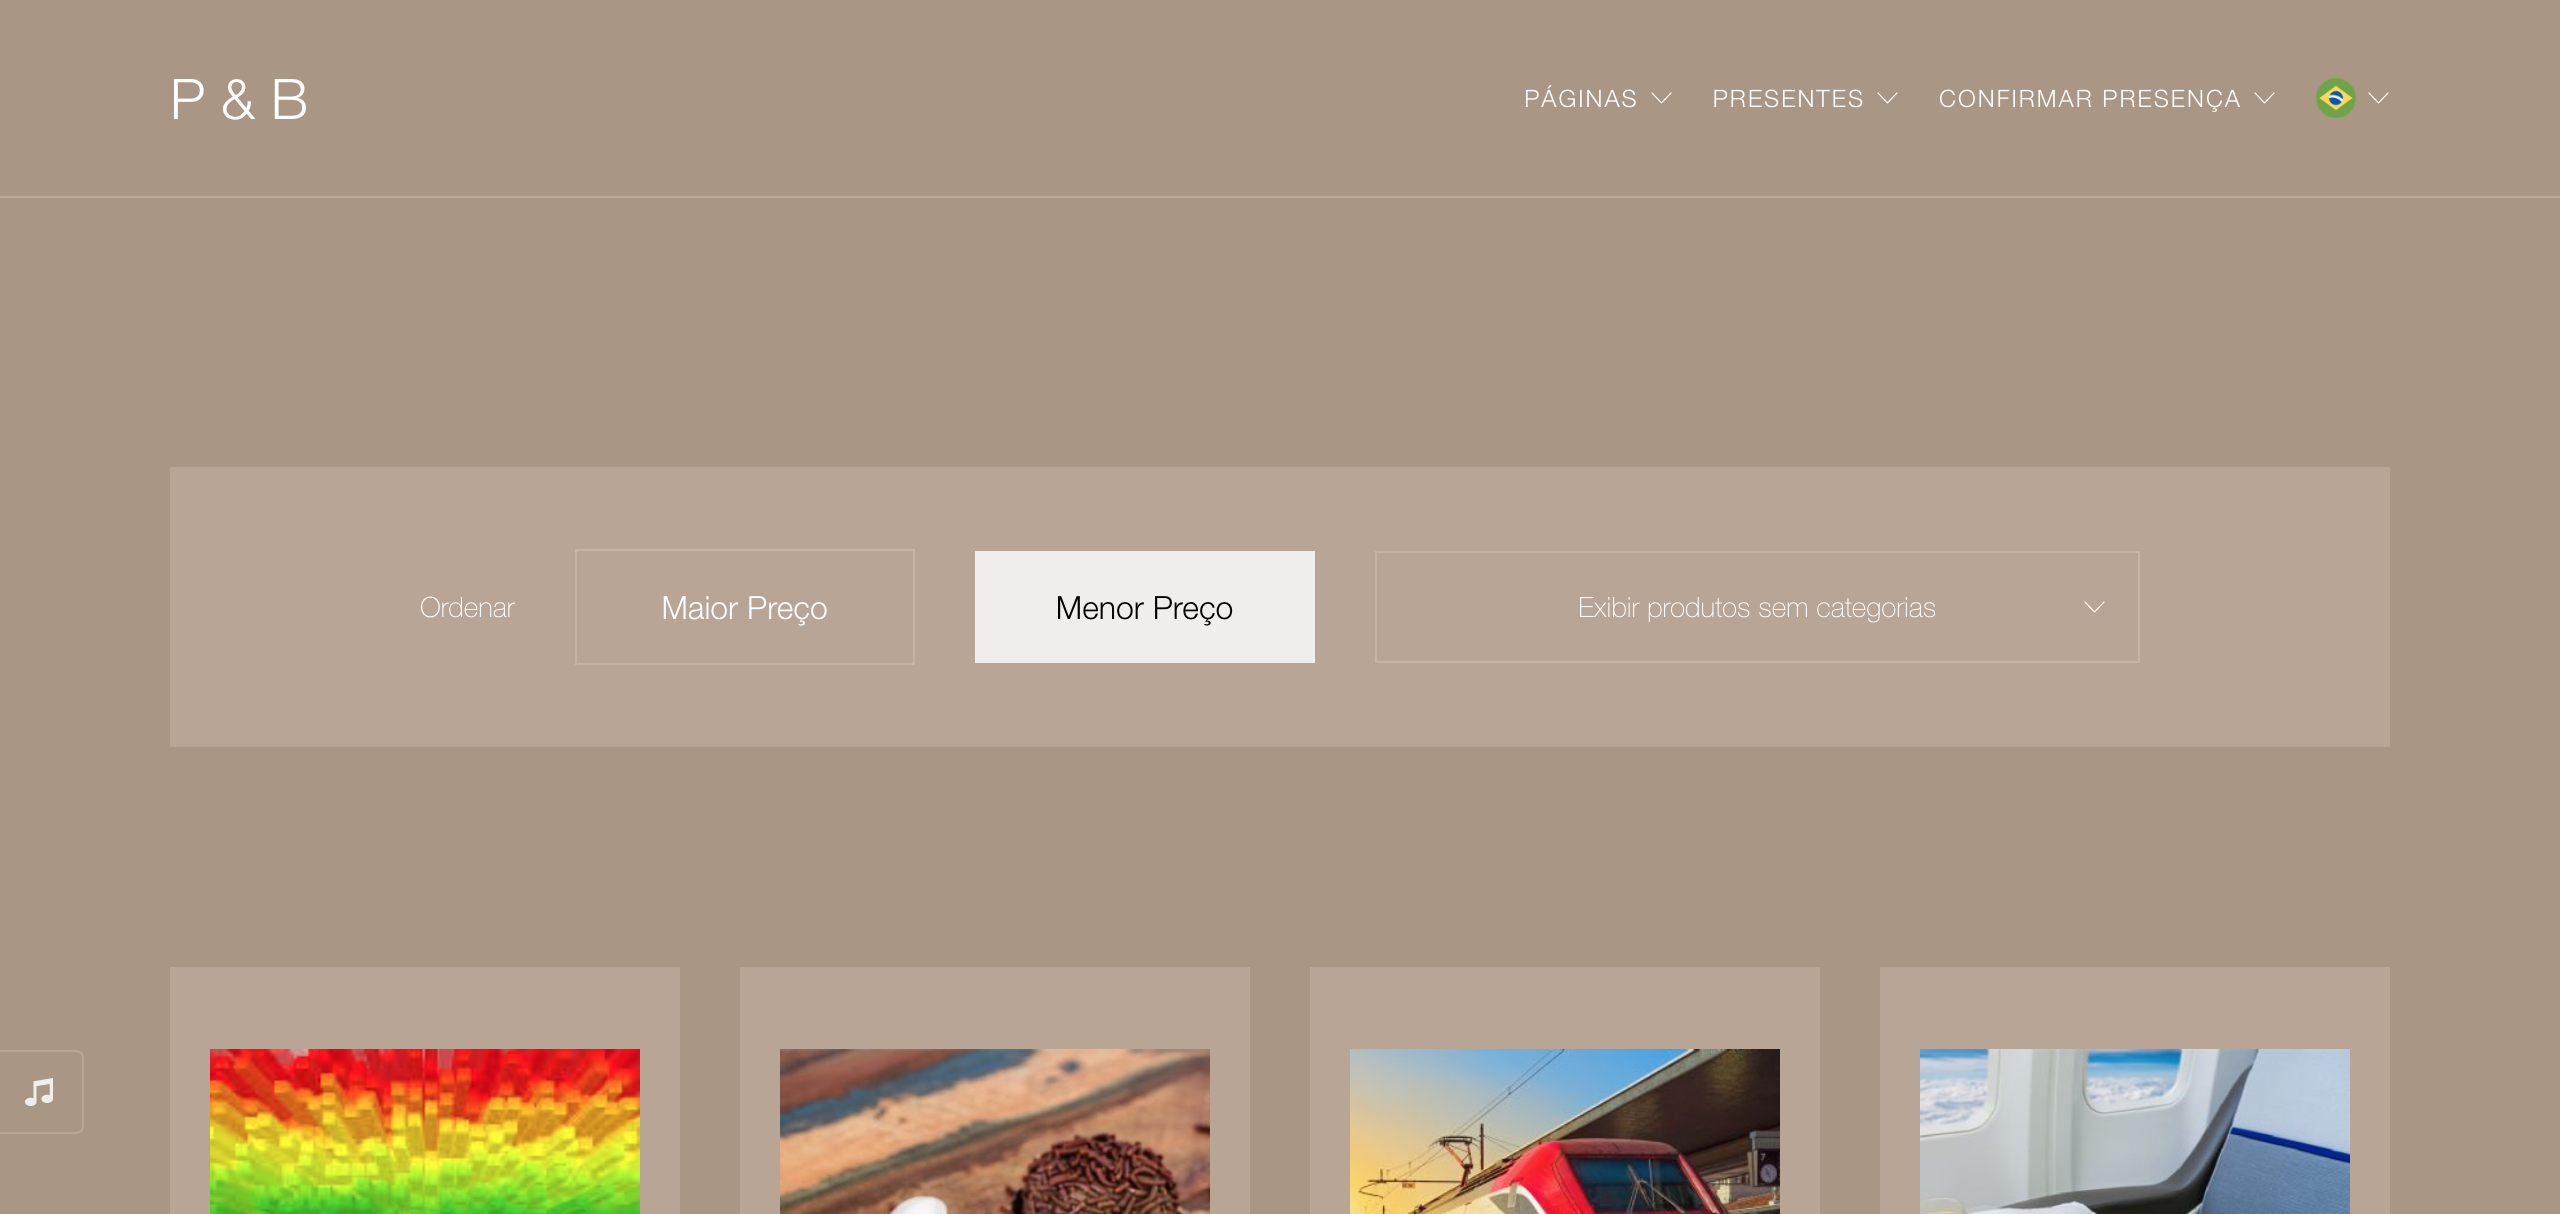 P & B
PÁGINAS
PRESENTES
CONFIRMAR PRESENÇA
Ordenar
Maior Preço
Menor Preço
Exibir produtos sem categorias